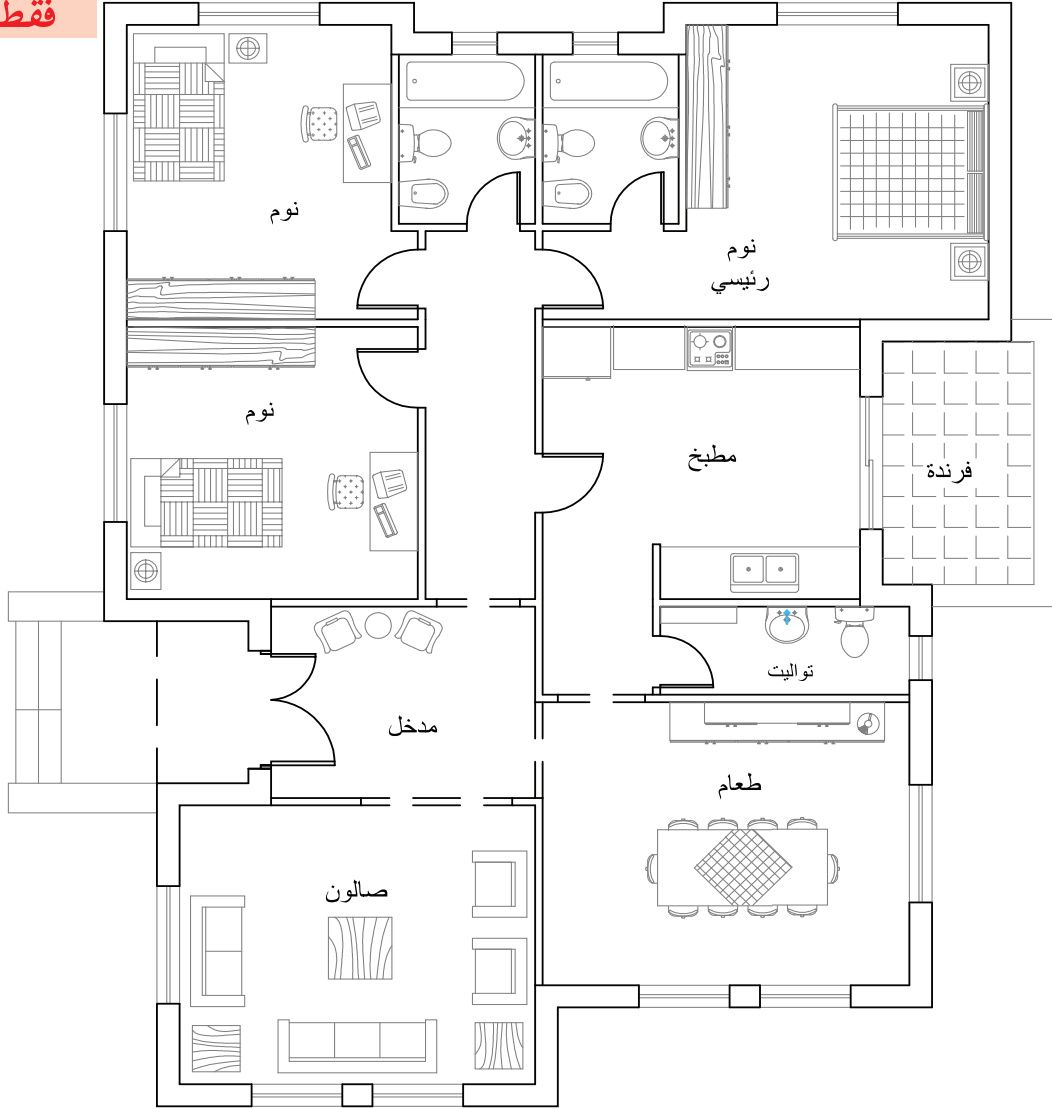 فقط
نوم
نوم
رئيسي
نوم
مطبخ
فرندة
تواليت
مدخل
طعام
صالون